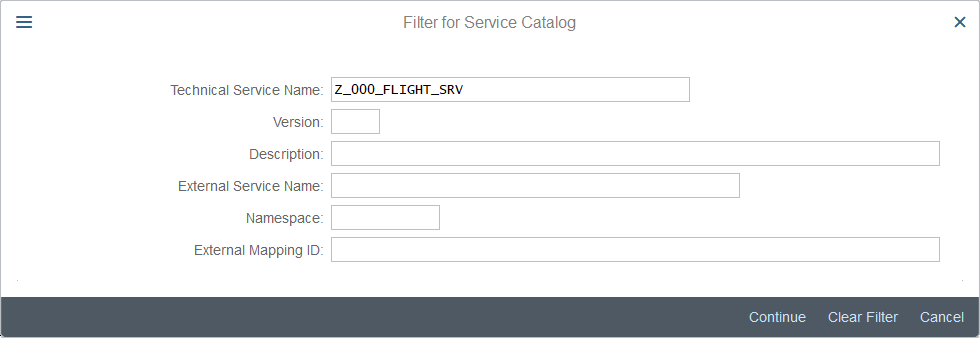 Filter for Service Catalog
Technical Service Name: Z_000_FLIGHT_SRV
Version:
Description:
External Service Name:
Namespace:
External Mapping ID:
Continue Clear Filter Cancel